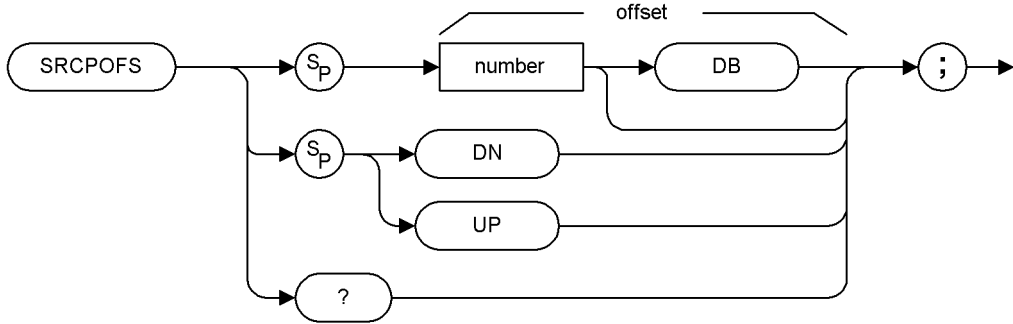 offset
SRCPOFS SP number DB ;
SP DN
UP
?